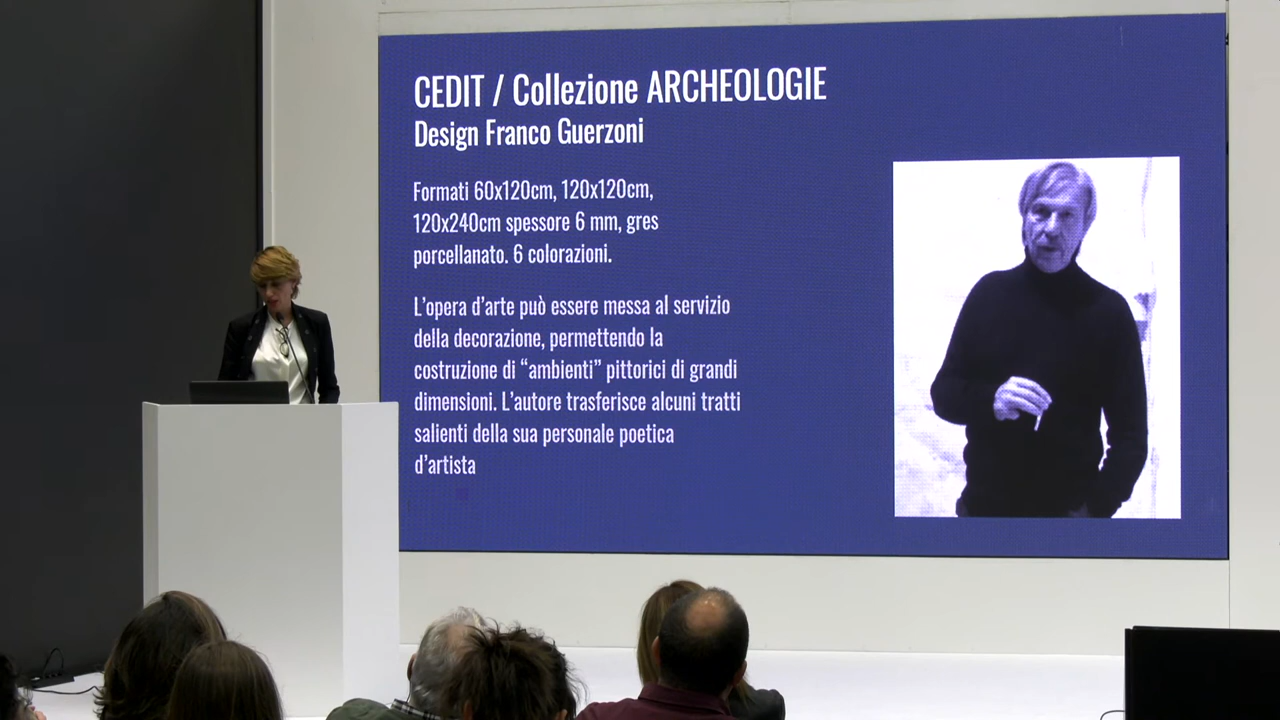 CEDIT / Collezione ARCHEOLOGIE
Design Franco Guerzoni
Formati 60x120cm, 120x120cm,
120x240cm spessore 6 mm, gres
porcellanato. 6 colorazioni.
L'opera d'arte può essere messa al servizio
della decorazione, permettendo la
costruzione di “ambienti” pittorici di grandi
dimensioni. L'autore trasferisce alcuni tratti
salienti della sua personale poetica
d'artista